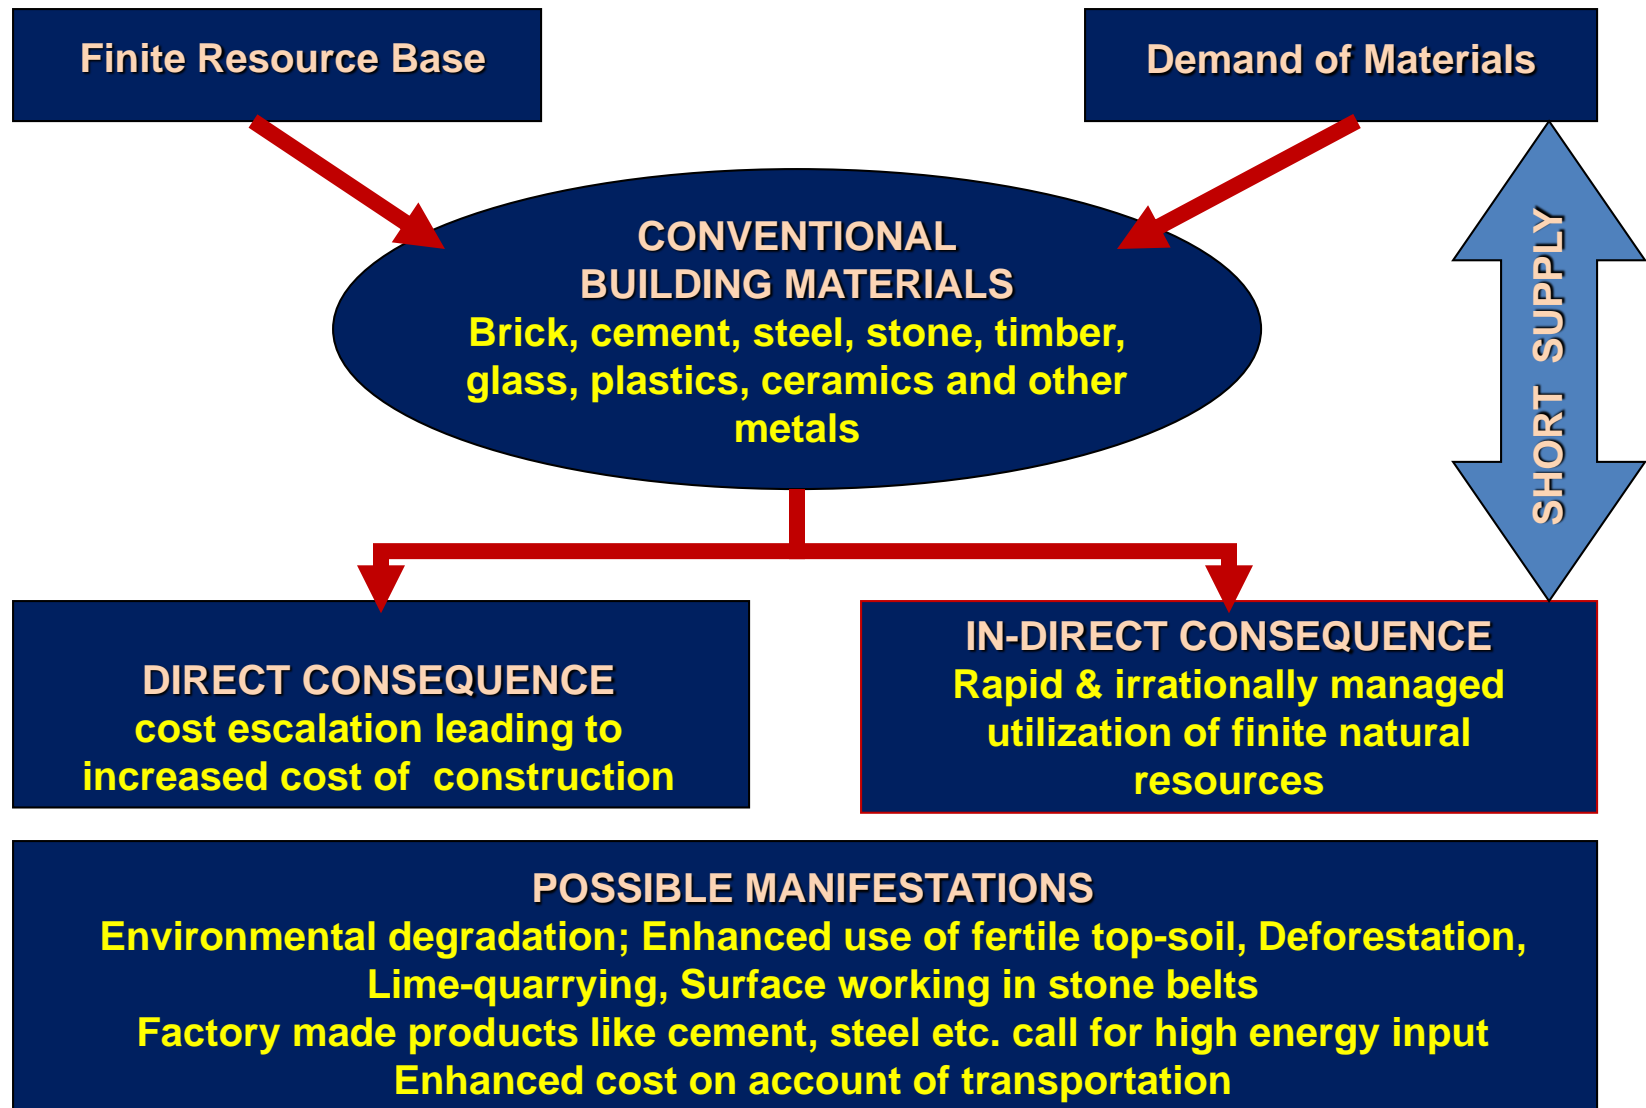 Finite Resource Base
Demand of Materials
CONVENTIONAL
BUILDING MATERIALS
Brick, cement, steel, stone, timber,
glass, plastics, ceramics and other
metals
SHORT SUPPLY
DIRECT CONSEQUENCE
cost escalation leading to
increased cost of construction
IN-DIRECT CONSEQUENCE
Rapid & irrationally managed
utilization of finite natural
resources
POSSIBLE MANIFESTATIONS
Environmental degradation; Enhanced use of fertile top-soil, Deforestation,
Lime-quarrying, Surface working in stone belts
Factory made products like cement, steel etc. call for high energy input
Enhanced cost on account of transportation